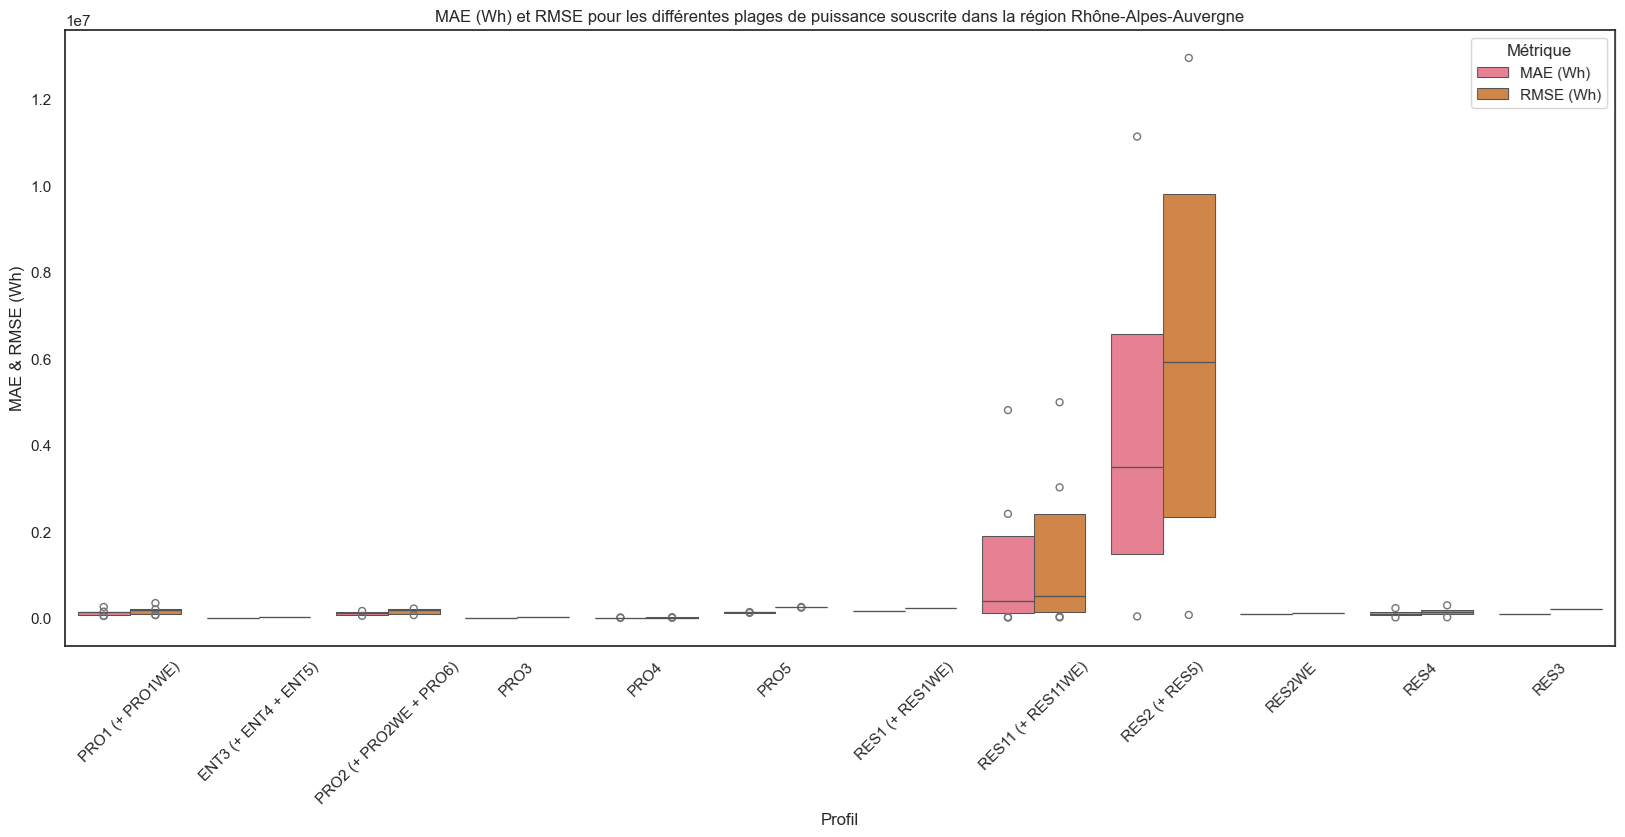 MAE (Wh) et RMSE pour les différentes plages de puissance souscrite dans la région Rhône-Alpes-Auvergne
1e7
Métrique
MAE (Wh)
RMSE (Wh)
1.2
1.0
0.8
0.6
0.4
0.2
0.0
MAE & RMSE (Wh)
PRO1 (+ PRO1WE)
ENT3 (+ ENT4 + ENT5)
PRO2 (+ PRO2WE + PRO6)
PRO3
PRO4
PRO5
RES1 (+ RES1WE)
RES11 (+ RES11WE)
RES2 (+ RES5)
RES2WE
RES4
RES3
Profil